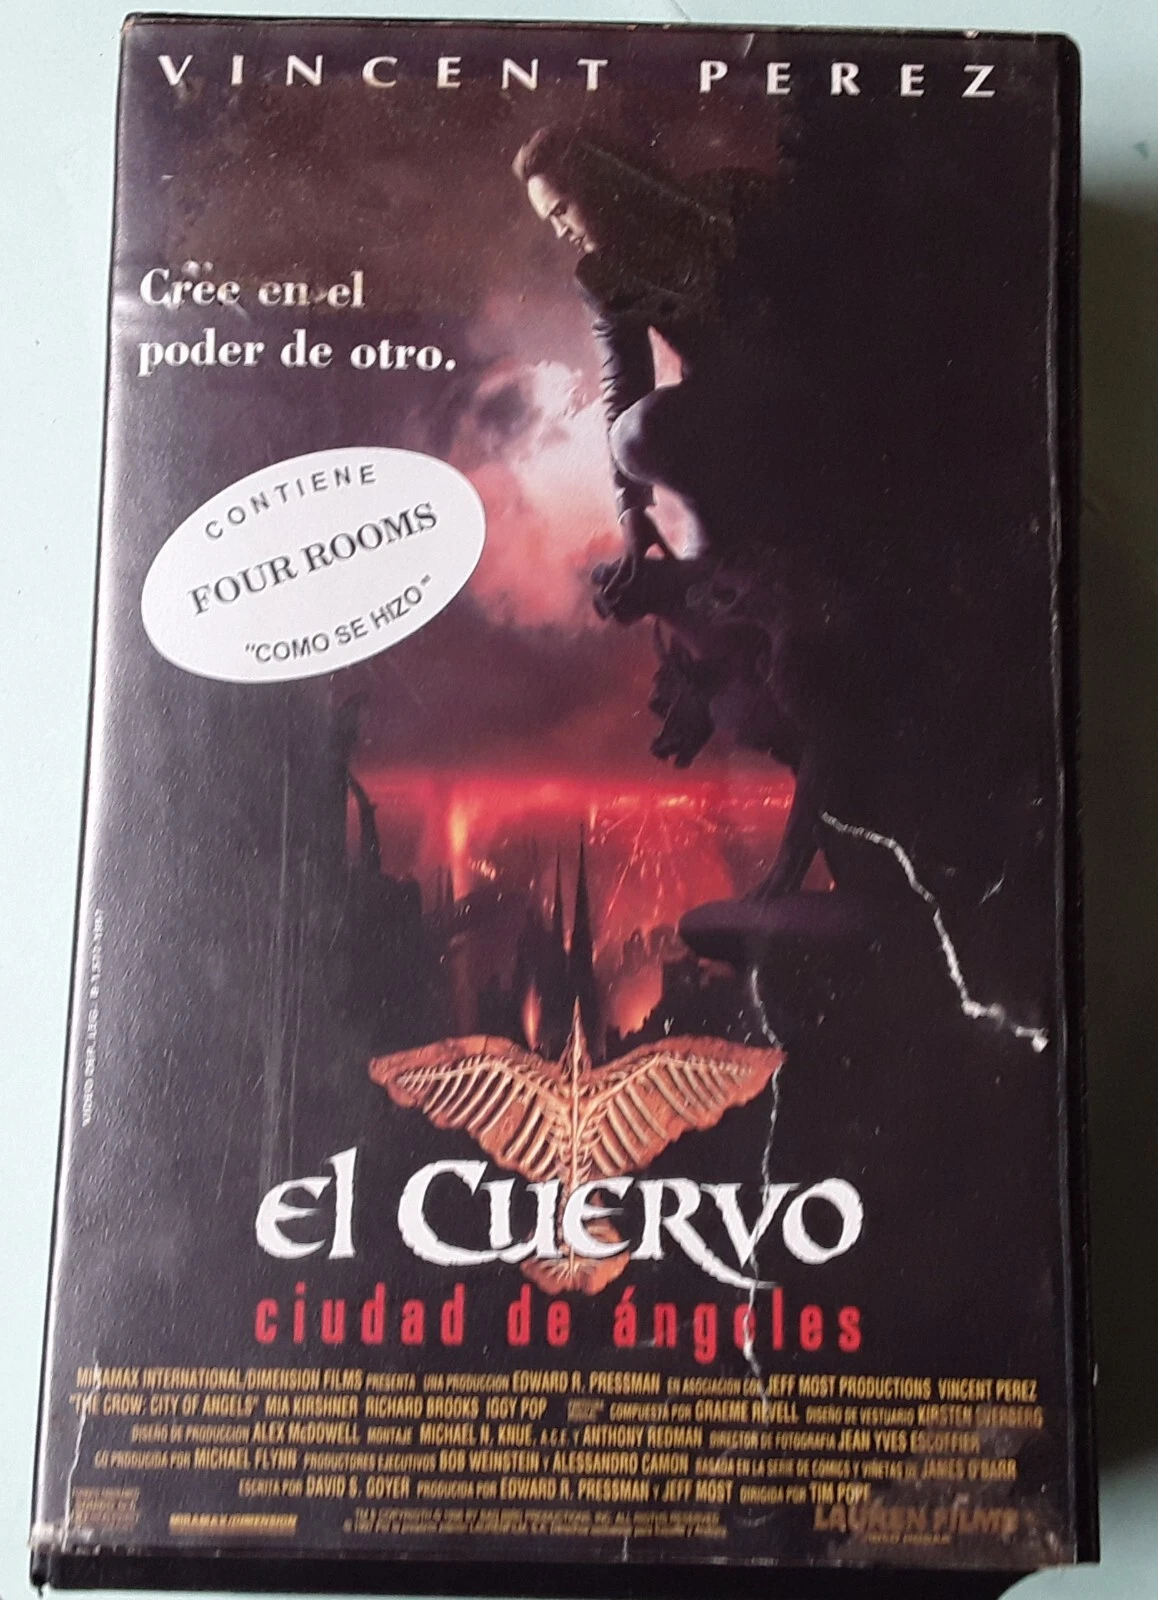 VINCENT PEREZ
Cree en el
poder de otro.
CONTIENE
FOUR ROOMS
"COMO SE HIZO"
el CUERVO
ciudad de ángeles
MIRAMAX INTERNATIONAL/DIMENSION FILMS PRESENTA UNA PRODUCCION EDWARD R. PRESSMAN EN ASOCIACION CON JEFF MOST PRODUCTIONS VINCENT PEREZ
"THE CROW: CITY OF ANGELS" MIA KIRSHNER RICHARD BROOKS IGGY POP COMPUESTA POR GRAEME REVELL DISEÑO DE VESTUARIO KIRSTEN EVERBERG
DISEÑO DE PRODUCCION ALEX McDOWELL MONTAJE MICHAEL N. KNUE, A.C.E. Y ANTHONY REDMAN DIRECTOR DE FOTOGRAFIA JEAN YVES ESCOFFIER
CO PRODUCIDA POR MICHAEL FLYNN PRODUCTORES EJECUTIVOS BOB WEINSTEIN Y ALESSANDRO CAMON BASADA EN LA SERIE DE COMICS Y VIÑETAS DE JAMES O'BARR
ESCRITA POR DAVID S. GOYER PRODUCIDA POR EDWARD R. PRESSMAN Y JEFF MOST DIRIGIDA POR TIM POPE
MIRAMAX/DIMENSION
LAUREN FILMS
VIDEO HOGAR